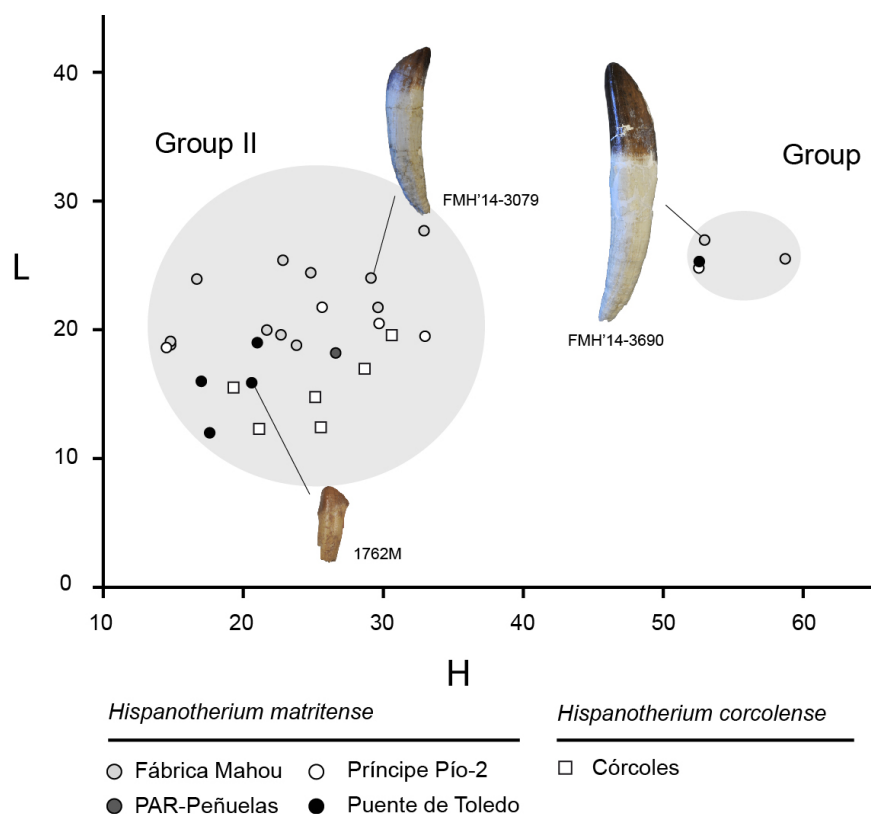 40
Group II
Group
30
FMH'14-3079
L
20
FMH'14-3690
10
1762M
0
10 20 30 40 50 60
H
Hispanotherium matritense
Hispanotherium corcolense
Fábrica Mahou
Príncipe Pío-2
Córcoles
PAR-Peñuelas
Puente de Toledo